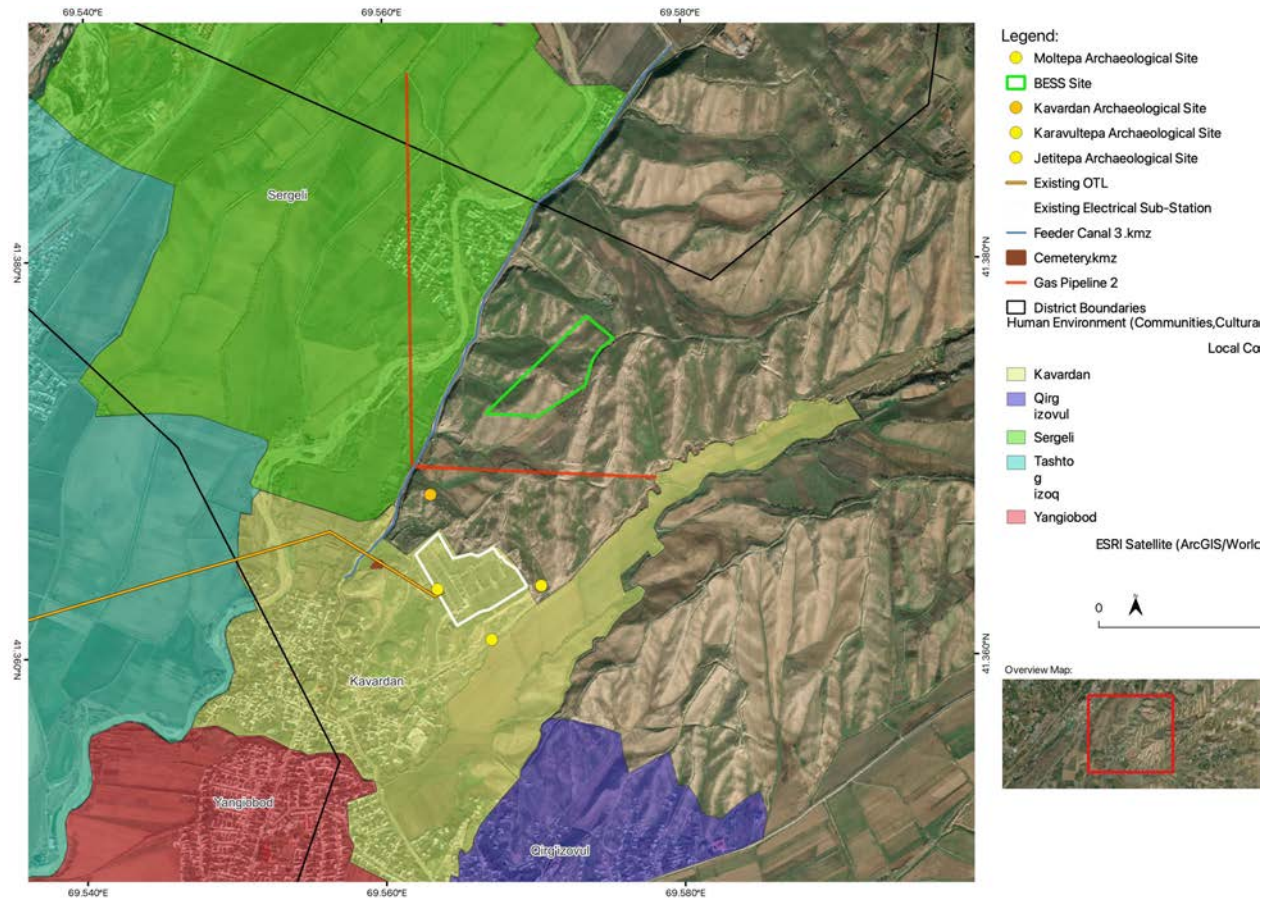 69.540°E 69.560°E 69.580°E
Legend:
Moltepa Archaeological Site
BESS Site
Kavardan Archaeological Site
Karavultepa Archaeological Site
Jetitepa Archaeological Site
Existing OTL
Existing Electrical Sub-Station
Feeder Canal 3 .kmz
Cemetery.kmz
Gas Pipeline 2
District Boundaries
Human Environment (Communities,Cultura
Local Co
Kavardan
Qirg
izovul
Sergeli
Tashto
g
izoq
Yangiobod
ESRI Satellite (ArcGIS/World
0
N
Overview Map:
Sergeli
41.380°N
41.380°N
41.360°N
41.360°N
Kavardan
Yangiobod
Qirg'izovul
69.540°E 69.560°E 69.580°E